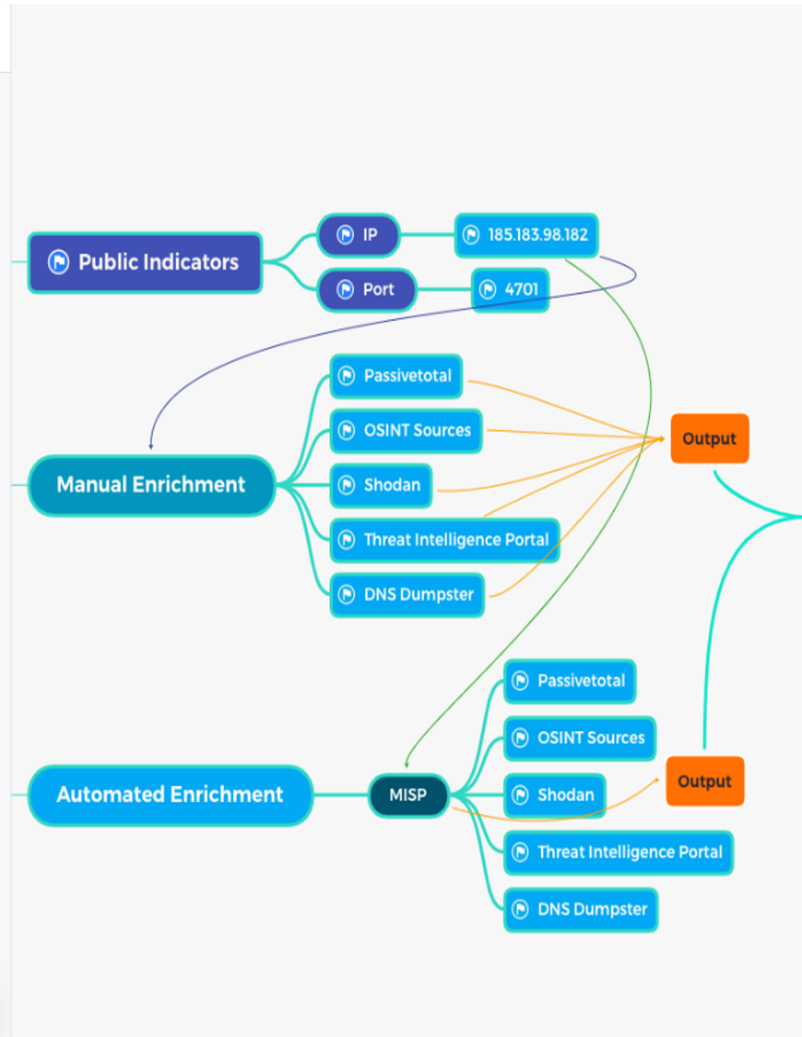 Public Indicators
IP
185.183.98.182
Port
4701
Manual Enrichment
Passivetotal
OSINT Sources
Shodan
Threat Intelligence Portal
DNS Dumpster
Output
Automated Enrichment
MISP
Passivetotal
OSINT Sources
Shodan
Threat Intelligence Portal
DNS Dumpster
Output